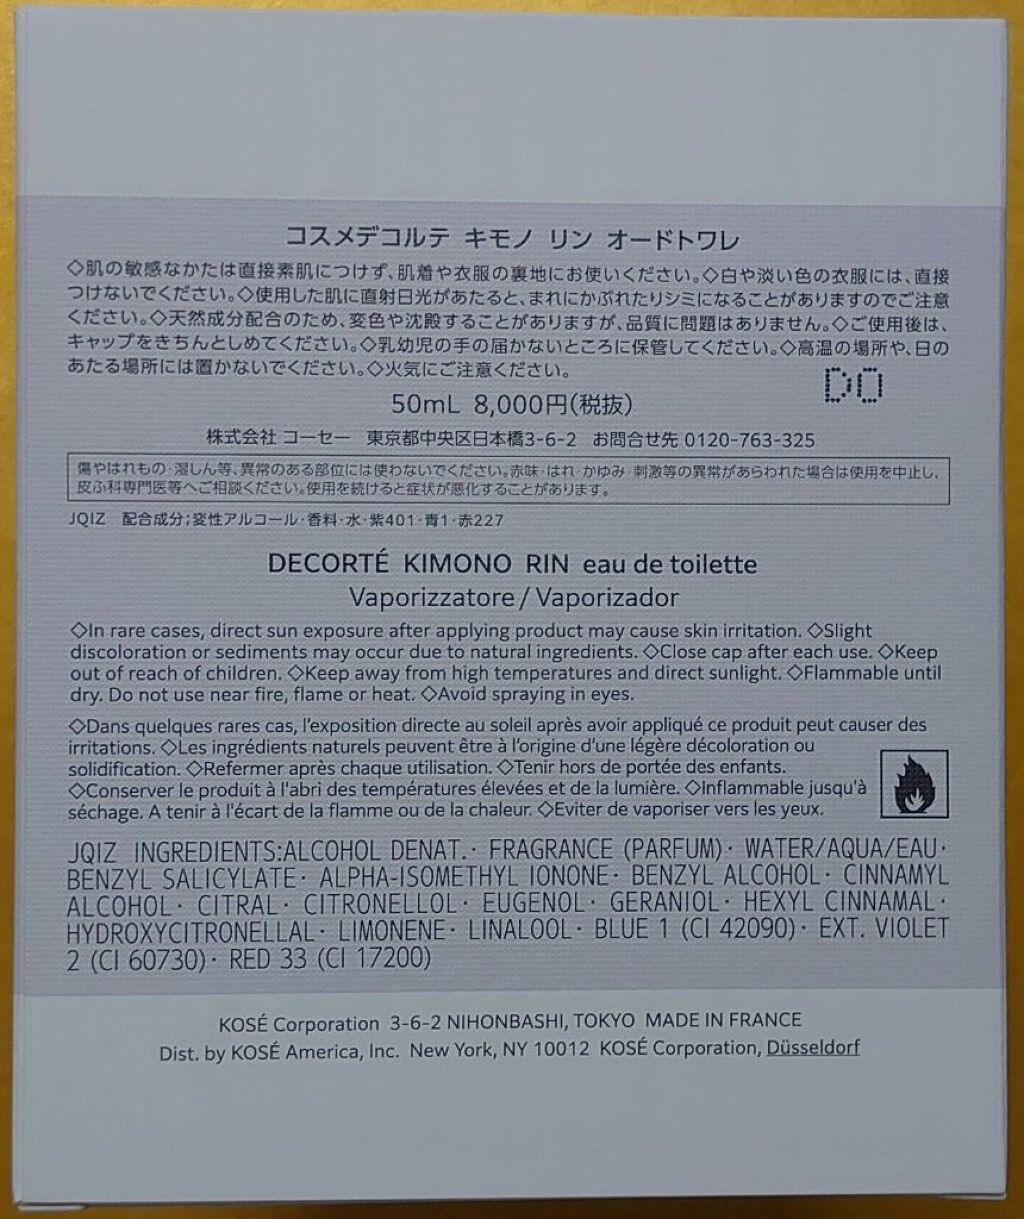 コスメデコルテ キモノ リン オードトワレ
◇肌の敏感なかたは直接素肌につけず、肌着や衣服の裏地にお使いください。◇白や淡い色の衣服には、直接
つけないでください。◇使用した肌に直射日光があたると、まれにかぶれたりシミになることがありますのでご注意
ください。◇天然成分配合のため、変色や沈殿することがありますが、品質に問題はありません。◇ご使用後は、
キャップをきちんとしめてください。◇乳幼児の手の届かないところに保管してください。◇高温の場所や、日の
あたる場所には置かないでください。◇火気にご注意ください。
DO
50mL 8,000円(税抜)
株式会社 コーセー 東京都中央区日本橋3-6-2 お問合せ先 0120-763-325
傷やはれもの・湿しん等、異常のある部位には使わないでください。赤味・はれ・かゆみ・刺激等の異常があらわれた場合は使用を中止し、
皮ふ科専門医等へご相談ください。使用を続けると症状が悪化することがあります。
JQIZ 配合成分;変性アルコール・香料・水・紫401・青1・赤227
DECORTÉ KIMONO RIN eau de toilette
Vaporizzatore / Vaporizador
◇In rare cases, direct sun exposure after applying product may cause skin irritation. ◇Slight
discoloration or sediments may occur due to natural ingredients. ◇Close cap after each use. ◇Keep
out of reach of children. ◇Keep away from high temperatures and direct sunlight. ◇Flammable until
dry. Do not use near fire, flame or heat. ◇Avoid spraying in eyes.
◇Dans quelques rares cas, l'exposition directe au soleil après avoir appliqué ce produit peut causer des
irritations. ◇Les ingrédients naturels peuvent être à l'origine d'une légère décoloration ou
solidification. ◇Refermer après chaque utilisation. ◇Tenir hors de portée des enfants.
◇Conserver le produit à l'abri des températures élevées et de la lumière. ◇Inflammable jusqu'à
séchage. A tenir à l'écart de la flamme ou de la chaleur. ◇Eviter de vaporiser vers les yeux.
JQIZ INGREDIENTS:ALCOHOL DENAT.・ FRAGRANCE (PARFUM)・ WATER/AQUA/EAU・
BENZYL SALICYLATE・ ALPHA-ISOMETHYL IONONE・ BENZYL ALCOHOL・ CINNAMYL
ALCOHOL・ CITRAL・ CITRONELLOL・ EUGENOL・ GERANIOL・ HEXYL CINNAMAL・
HYDROXYCITRONELLAL・ LIMONENE・ LINALOOL・ BLUE 1 (CI 42090)・ EXT. VIOLET
2 (CI 60730)・ RED 33 (CI 17200)
KOSÉ Corporation 3-6-2 NIHONBASHI, TOKYO MADE IN FRANCE
Dist. by KOSÉ America, Inc. New York, NY 10012 KOSÉ Corporation, Düsseldorf